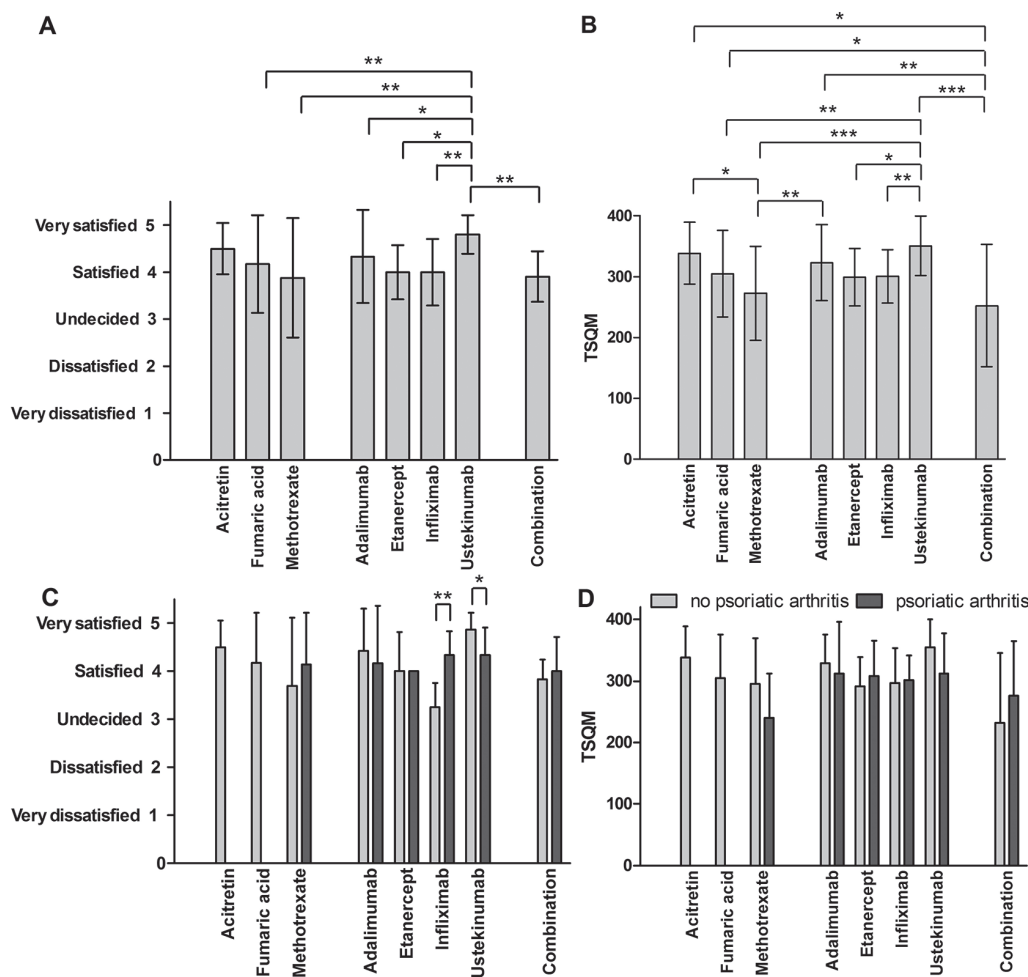 A
**
**
*
*
**
**
Very satisfied 5
Satisfied 4
Undecided 3
Dissatisfied 2
Very dissatisfied 1
0
Acitretin
Fumaric acid
Methotrexate
Adalimumab
Etanercept
Infliximab
Ustekinumab
Combination
B
*
*
**
***
**
***
*
**
*
**
TSQM
400
300
200
100
0
Acitretin
Fumaric acid
Methotrexate
Adalimumab
Etanercept
Infliximab
Ustekinumab
Combination
C
**
*
Very satisfied 5
Satisfied 4
Undecided 3
Dissatisfied 2
Very dissatisfied 1
0
Acitretin
Fumaric acid
Methotrexate
Adalimumab
Etanercept
Infliximab
Ustekinumab
Combination
D
no psoriatic arthritis
psoriatic arthritis
TSQM
400
300
200
100
0
Acitretin
Fumaric acid
Methotrexate
Adalimumab
Etanercept
Infliximab
Ustekinumab
Combination